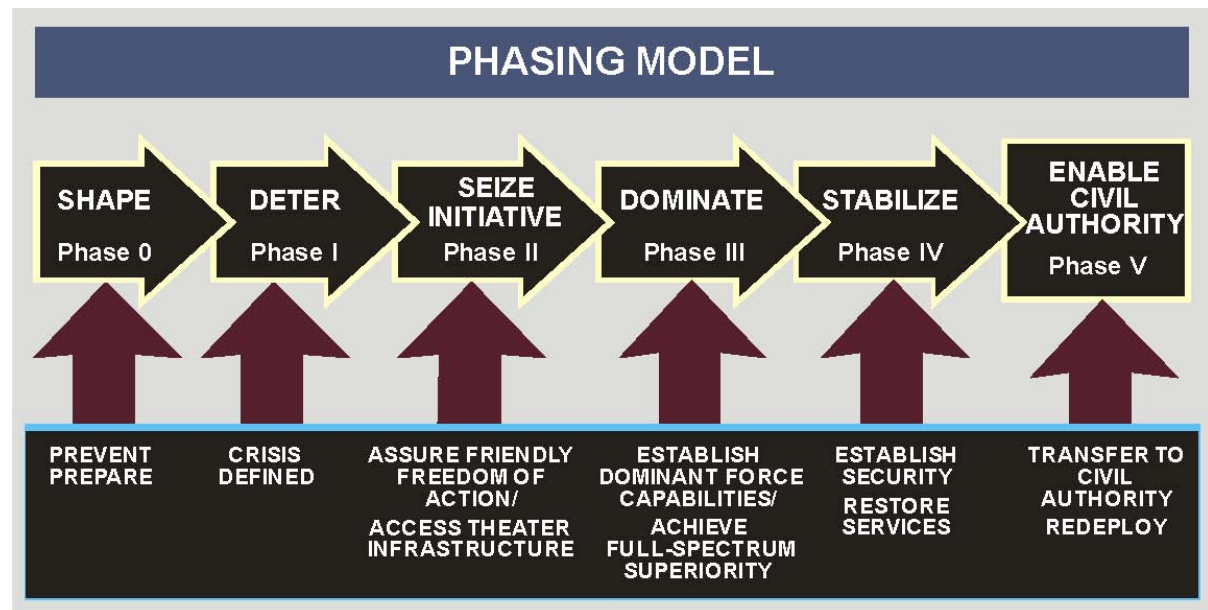 PHASING MODEL
SHAPE
Phase 0
DETER
Phase I
SEIZE
INITIATIVE
Phase II
DOMINATE
Phase III
STABILIZE
Phase IV
ENABLE
CIVIL
AUTHORITY
Phase V
PREVENT
PREPARE
CRISIS
DEFINED
ASSURE FRIENDLY
FREEDOM OF
ACTION/
ACCESS THEATER
INFRASTRUCTURE
ESTABLISH
DOMINANT FORCE
CAPABILITIES/
ACHIEVE
FULL-SPECTRUM
SUPERIORITY
ESTABLISH
SECURITY
RESTORE
SERVICES
TRANSFER TO
CIVIL
AUTHORITY
REDEPLOY